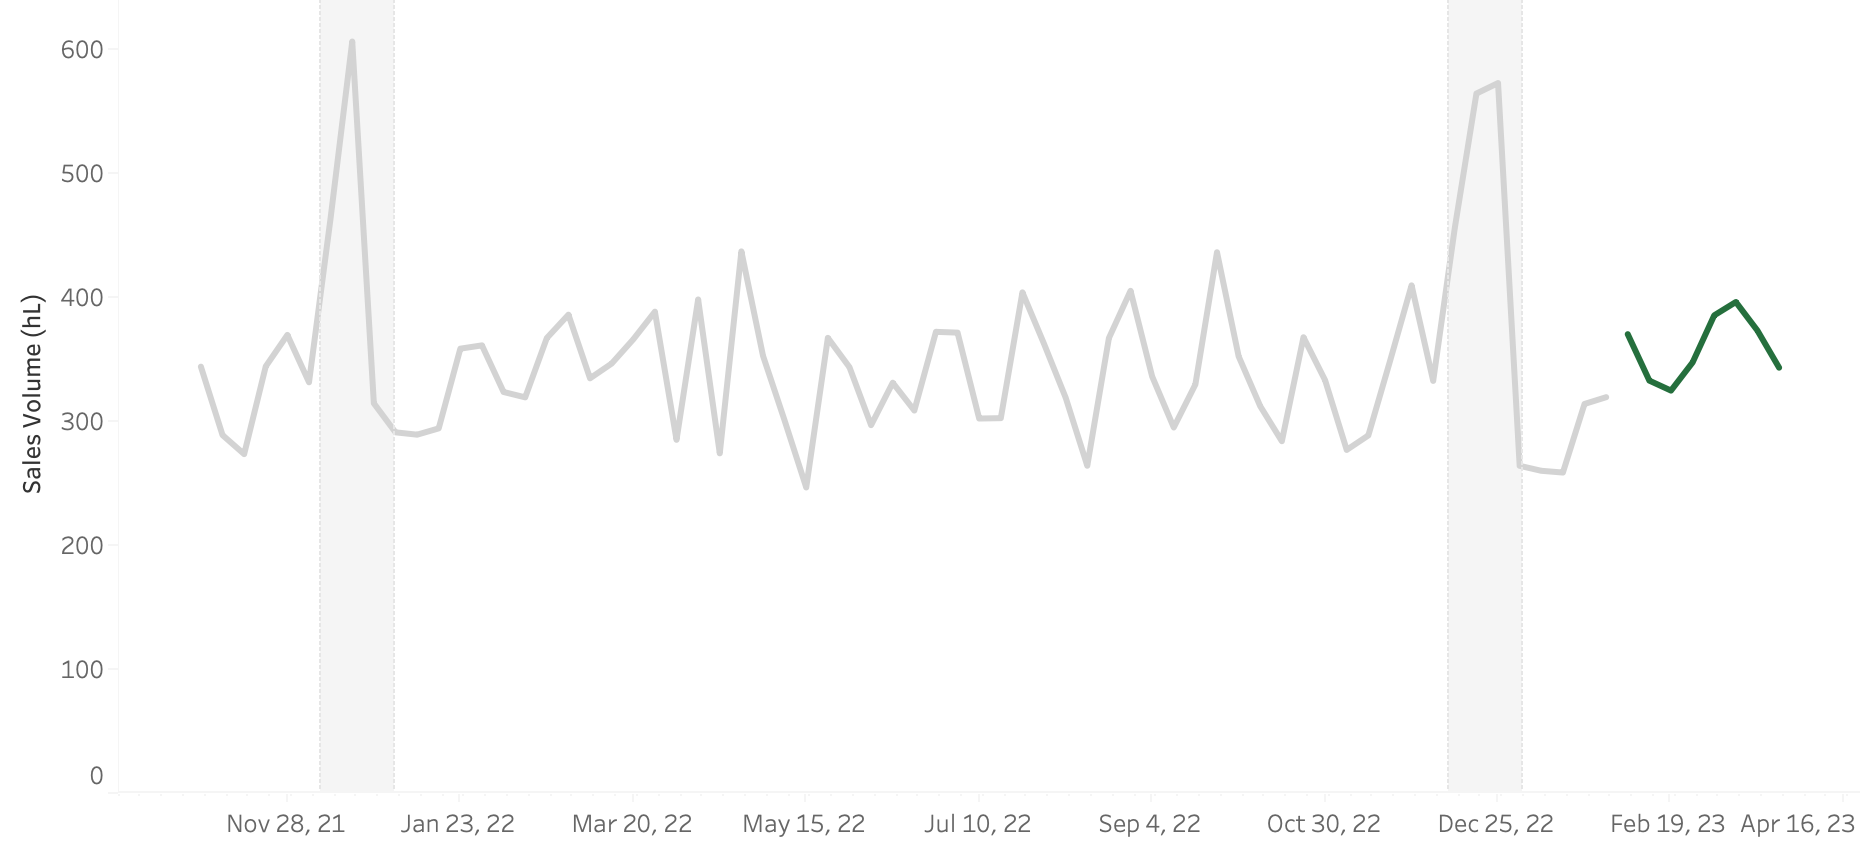 600
500
400
300
200
100
0
Sales Volume (hL)
Nov 28, 21
Jan 23, 22
Mar 20, 22
May 15, 22
Jul 10, 22
Sep 4, 22
Oct 30, 22
Dec 25, 22
Feb 19, 23
Apr 16, 23